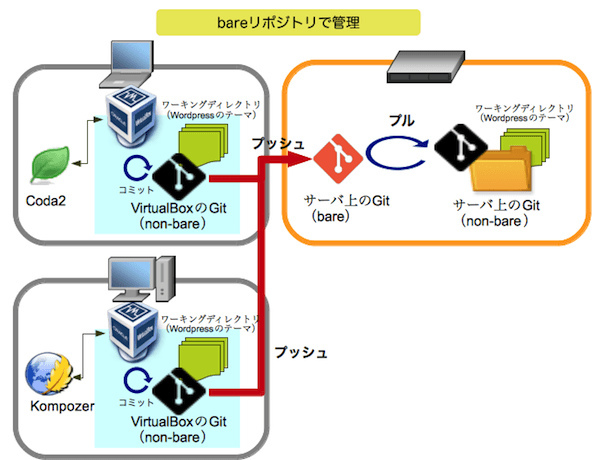 bareリポジトリで管理
ワーキングディレクトリ
(Wordpressのテーマ)
Coda2
コミット
VirtualBoxのGit
(non-bare)
プッシュ
プル
サーバ上のGit
(bare)
ワーキングディレクトリ
(Wordpressのテーマ)
サーバ上のGit
(non-bare)
ワーキングディレクトリ
(Wordpressのテーマ)
Kompozer
コミット
VirtualBoxのGit
(non-bare)
プッシュ